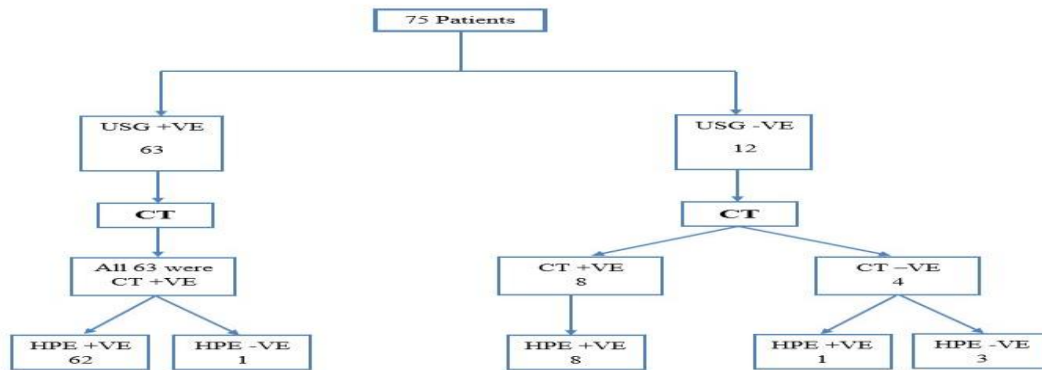 75 Patients
USG +VE
63
USG -VE
12
CT
CT
All 63 were
CT +VE
CT +VE
8
CT –VE
4
HPE +VE
62
HPE -VE
1
HPE +VE
8
HPE +VE
1
HPE -VE
3